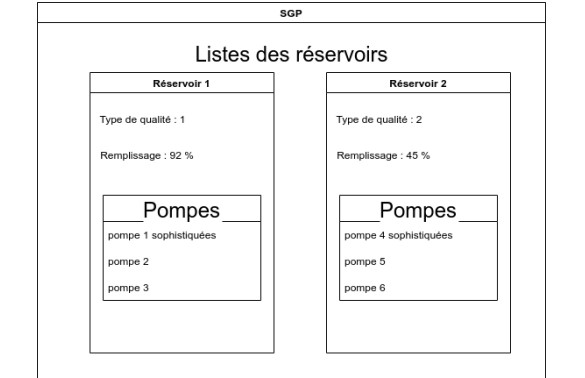 SGP
Listes des réservoirs
Réservoir 1
Type de qualité : 1
Remplissage : 92 %
Pompes
pompe 1 sophistiquées
pompe 2
pompe 3
Réservoir 2
Type de qualité : 2
Remplissage : 45 %
Pompes
pompe 4 sophistiquées
pompe 5
pompe 6